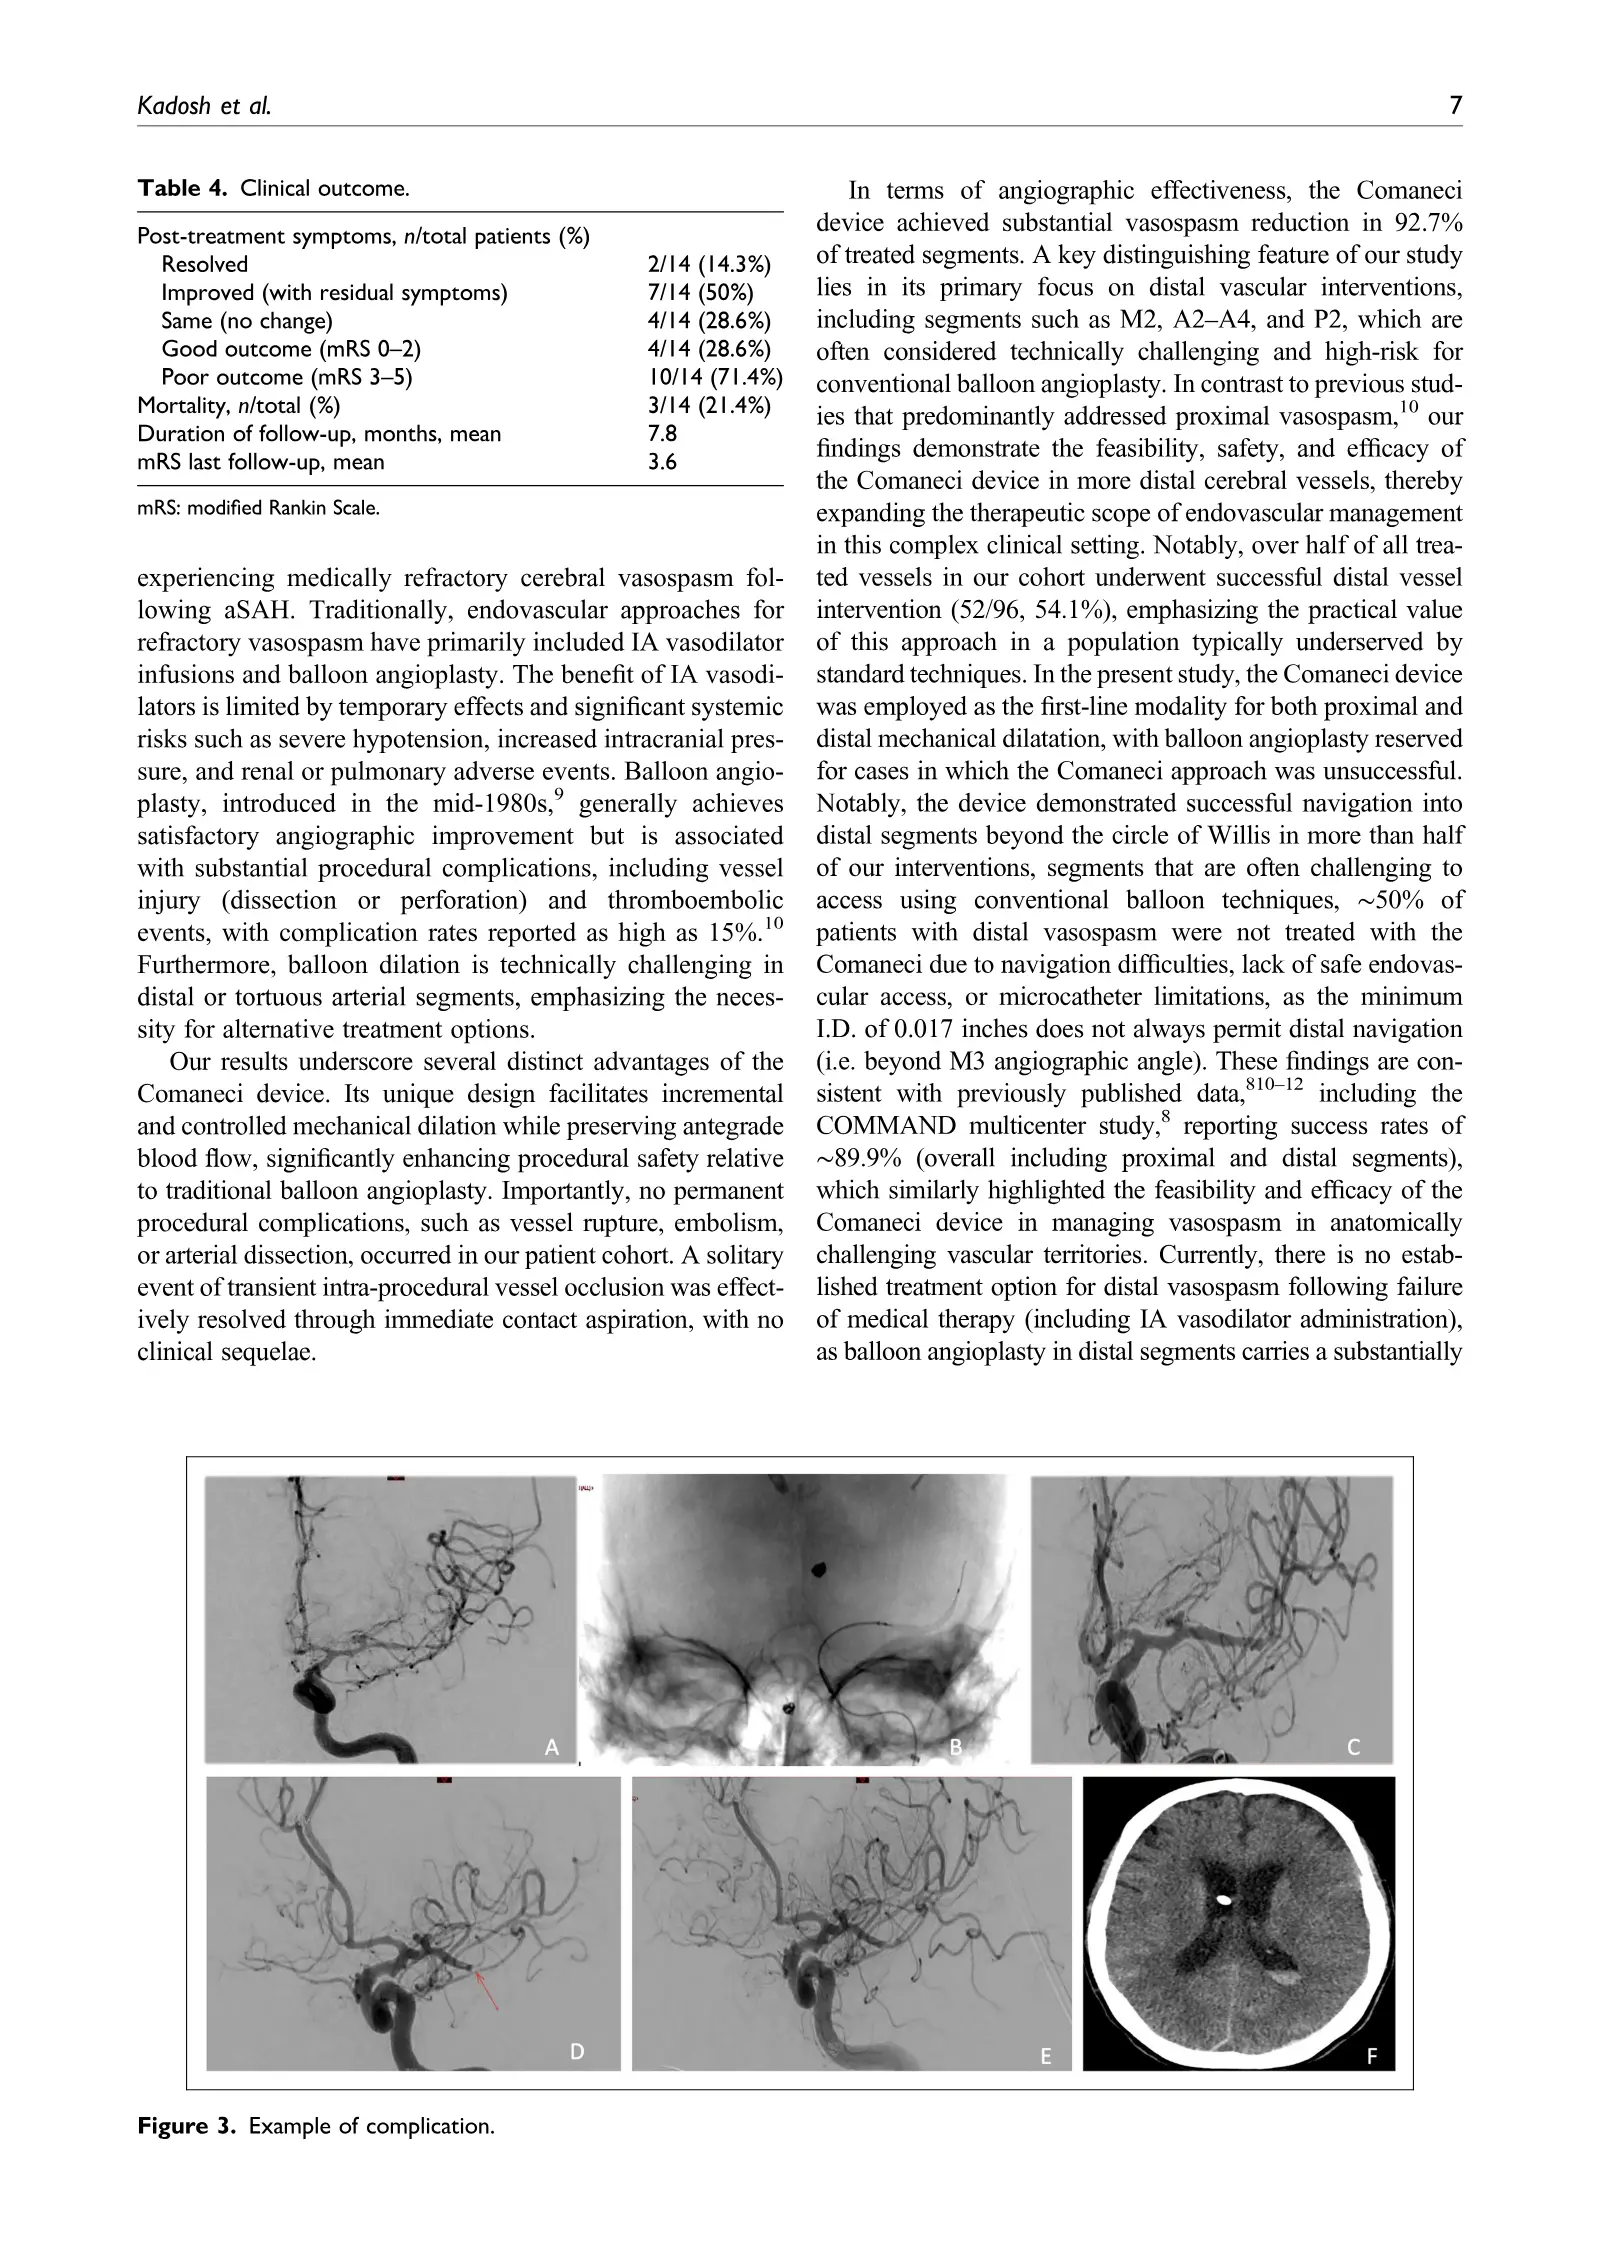 Kadosh et al.
7
Table 4. Clinical outcome.
Post-treatment symptoms, n/total patients (%)
Resolved 2/14 (14.3%)
Improved (with residual symptoms) 7/14 (50%)
Same (no change) 4/14 (28.6%)
Good outcome (mRS 0–2) 4/14 (28.6%)
Poor outcome (mRS 3–5) 10/14 (71.4%)
Mortality, n/total (%) 3/14 (21.4%)
Duration of follow-up, months, mean 7.8
mRS last follow-up, mean 3.6
mRS: modified Rankin Scale.
experiencing medically refractory cerebral vasospasm fol-
lowing aSAH. Traditionally, endovascular approaches for
refractory vasospasm have primarily included IA vasodilator
infusions and balloon angioplasty. The benefit of IA vasodi-
lators is limited by temporary effects and significant systemic
risks such as severe hypotension, increased intracranial pres-
sure, and renal or pulmonary adverse events. Balloon angio-
plasty, introduced in the mid-1980s,9 generally achieves
satisfactory angiographic improvement but is associated
with substantial procedural complications, including vessel
injury (dissection or perforation) and thromboembolic
events, with complication rates reported as high as 15%.10
Furthermore, balloon dilation is technically challenging in
distal or tortuous arterial segments, emphasizing the neces-
sity for alternative treatment options.
Our results underscore several distinct advantages of the
Comaneci device. Its unique design facilitates incremental
and controlled mechanical dilation while preserving antegrade
blood flow, significantly enhancing procedural safety relative
to traditional balloon angioplasty. Importantly, no permanent
procedural complications, such as vessel rupture, embolism,
or arterial dissection, occurred in our patient cohort. A solitary
event of transient intra-procedural vessel occlusion was effect-
ively resolved through immediate contact aspiration, with no
clinical sequelae.
In terms of angiographic effectiveness, the Comaneci
device achieved substantial vasospasm reduction in 92.7%
of treated segments. A key distinguishing feature of our study
lies in its primary focus on distal vascular interventions,
including segments such as M2, A2–A4, and P2, which are
often considered technically challenging and high-risk for
conventional balloon angioplasty. In contrast to previous stud-
ies that predominantly addressed proximal vasospasm,10 our
findings demonstrate the feasibility, safety, and efficacy of
the Comaneci device in more distal cerebral vessels, thereby
expanding the therapeutic scope of endovascular management
in this complex clinical setting. Notably, over half of all trea-
ted vessels in our cohort underwent successful distal vessel
intervention (52/96, 54.1%), emphasizing the practical value
of this approach in a population typically underserved by
standard techniques. In the present study, the Comaneci device
was employed as the first-line modality for both proximal and
distal mechanical dilatation, with balloon angioplasty reserved
for cases in which the Comaneci approach was unsuccessful.
Notably, the device demonstrated successful navigation into
distal segments beyond the circle of Willis in more than half
of our interventions, segments that are often challenging to
access using conventional balloon techniques, ~50% of
patients with distal vasospasm were not treated with the
Comaneci due to navigation difficulties, lack of safe endovas-
cular access, or microcatheter limitations, as the minimum
I.D. of 0.017 inches does not always permit distal navigation
(i.e. beyond M3 angiographic angle). These findings are con-
sistent with previously published data,810–12 including the
COMMAND multicenter study,8 reporting success rates of
~89.9% (overall including proximal and distal segments),
which similarly highlighted the feasibility and efficacy of the
Comaneci device in managing vasospasm in anatomically
challenging vascular territories. Currently, there is no estab-
lished treatment option for distal vasospasm following failure
of medical therapy (including IA vasodilator administration),
as balloon angioplasty in distal segments carries a substantially
A
B
C
D
E
F
Figure 3. Example of complication.